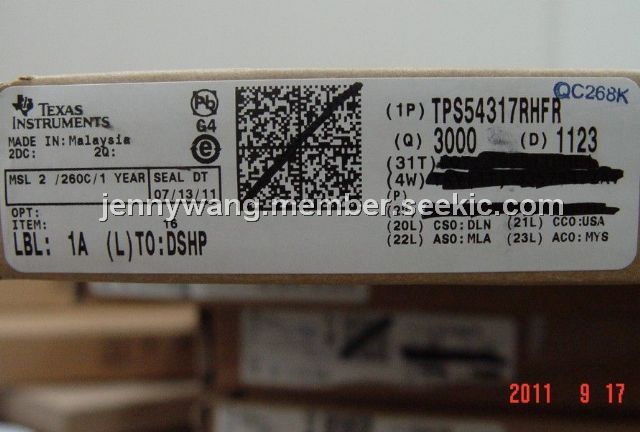 TEXAS INSTRUMENTS
MADE IN: Malaysia
2DC: 2Q:
MSL 2 /260C/1 YEAR
SEAL DT
07/13/11
OPT:
ITEM: 16
LBL: 1A (L)TO:DSHP
Pb
G4
e
QC268K
(1P) TPS54317RHFR
(Q) 3000 (D) 1123
(31T)
(4W)
(P)
(20L) CSO:DLN (21L) CCO:USA
(22L) ASO:MLA (23L) ACO:MYS
jennywang.member.seekic.com
2011 9 17